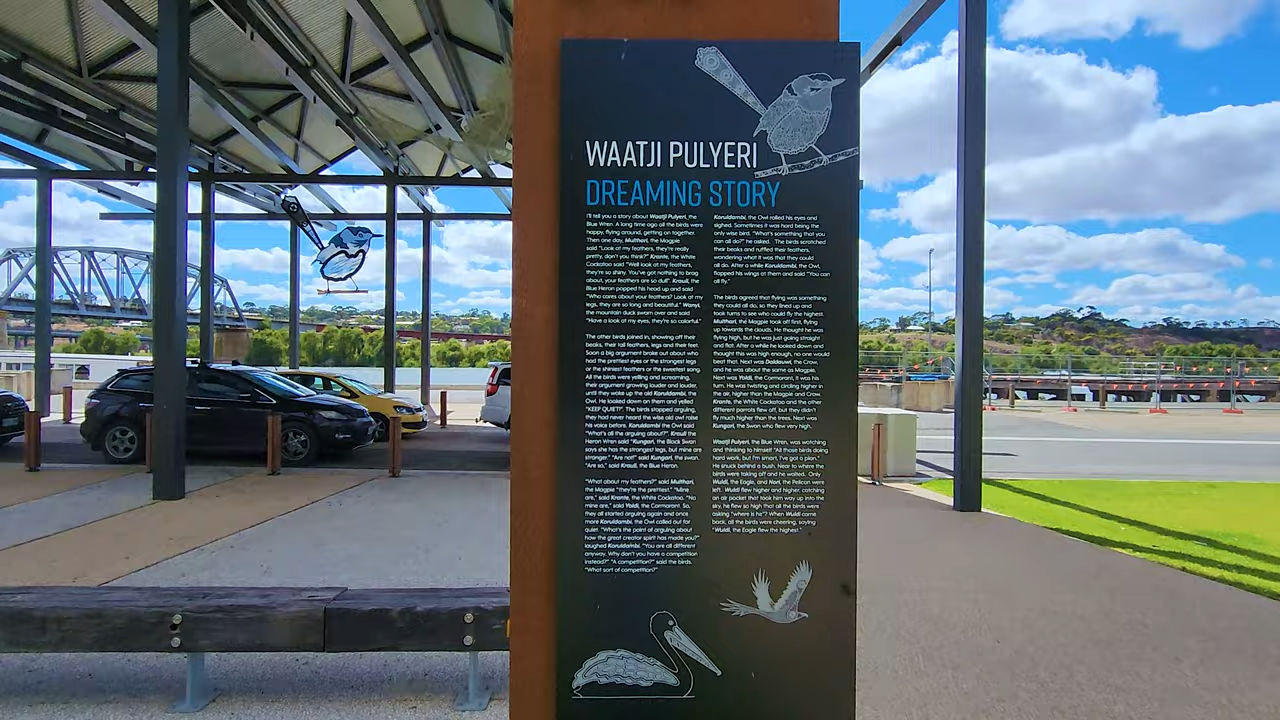 WAATJI PULYERI
DREAMING STORY
I'll tell you a story about Waatji Pulyeri, the
Blue Wren. A long time ago all the birds were
happy, flying around, getting on together.
Then one day, Multhari, the Magpie
said "Look at my feathers, they're really
pretty, don't you think?" Krante, the White
Cockatoo said "Well look at my feathers,
they're so shiny. You've got nothing to brag
about, your feathers are so dull". Krauli, the
Blue Heron popped his head up and said
"Who cares about your feathers? Look at my
legs, they are so long and beautiful." Wanyi,
the mountain duck swam over and said
"Have a look at my eyes, they're so colorful."
The other birds joined in, showing off their
beaks, their tail feathers, legs and their feet.
Soon a big argument broke out about who
had the prettiest eyes or the strongest legs
or the shiniest feathers or the sweetest song.
All the birds were yelling and screaming,
their argument growing louder and louder,
until they woke up the old Koruldambi, the
Owl. He looked down on them and yelled
"KEEP QUIET". The birds stopped arguing,
they had never heard the wise old owl raise
his voice before. Koruldambi the Owl said
"What's all the arguing about?". Krauli the
Heron Wren said "Kungari, the Black Swan
says she has the strongest legs, but mine are
stronger." "Are not!" said Kungari, the swan.
"Are so," said Krauli, the Blue Heron.
"What about my feathers?" said Multhari,
the Magpie "they're the prettiest." "Mine
are," said Krante, the White Cockatoo. "No
mine are," said Yoldi, the Cormorant. So,
they all started arguing again and once
more Koruldambi, the Owl called out for
quiet. "What's the point of arguing about
how the great creator spirit has made you?"
laughed Koruldambi. "You are all different
anyway. Why don't you have a competition
instead?" "A competition?" said the birds.
"What sort of competition?"
Koruldambi, the Owl rolled his eyes and
sighed. Sometimes it was hard being the
only wise bird. "What's something that you
can all do?" he asked. The birds scratched
their beaks and ruffled their feathers,
wondering what it was that they could
all do. After a while Koruldambi, the Owl,
flapped his wings at them and said "You can
all fly."
The birds agreed that flying was something
they could all do, so they lined up and
took turns to see who could fly the highest.
Multhari, the Magpie took off first, flying
up towards the clouds. He thought he was
flying high, but he was just going straight
and flat. After a while he looked down and
thought this was high enough, no one would
beat that. Next was the Crow
and he was about the same as Magpie.
Next was Yoldi, the Cormorant, it was his
turn. He was twisting and circling higher in
the air, higher than the Magpie and Crow.
Krante, the White Cockatoo and the other
different parrots flew off, but they didn't
fly much higher than the trees. Next was
Kungari, the Swan who flew very high.
Waatji Pulyeri, the Blue Wren, was watching
and thinking to himself "All those birds doing
hard work, but I'm smart, I've got a plan."
He snuck behind a bush. Near to where the
birds were taking off and he waited. Only
Wuldi, the Eagle, and Nori, the Pelican were
left. Wuldi flew higher and higher, catching
an air pocket that took him way up into the
sky, he flew so high that all the birds were
asking "where is he"? When Wuldi came
back, all the birds were cheering, saying
"Wuldi, the Eagle flew the highest."